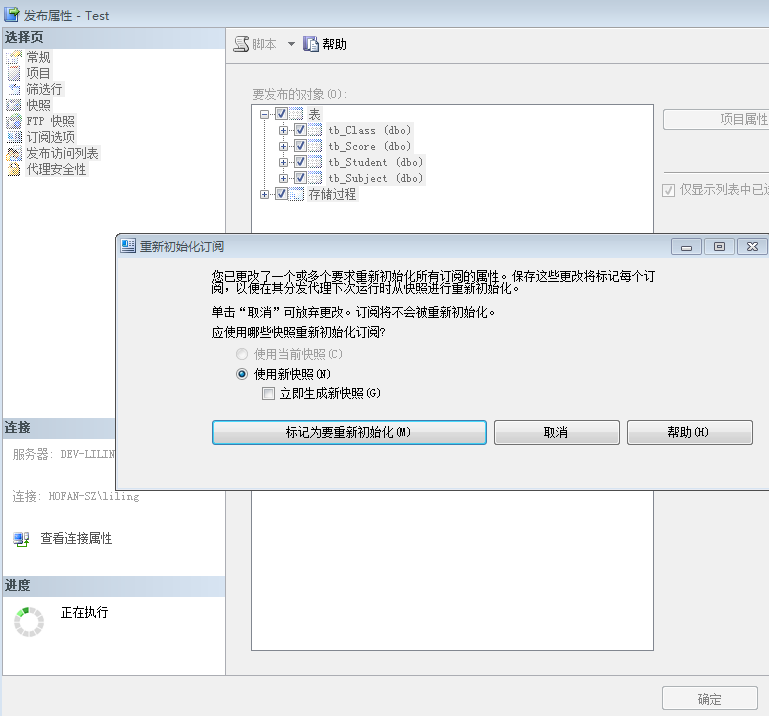 发布属性 - Test
选择页
常规
项目
筛选行
快照
FTP 快照
订阅选项
发布访问列表
代理安全性
脚本
帮助
要发布的对象(O):
表
tb_Class (dbo)
tb_Score (dbo)
tb_Student (dbo)
tb_Subject (dbo)
存储过程
项目属性
仅显示列表中已
重新初始化订阅
您已更改了一个或多个要求重新初始化所有订阅的属性。保存这些更改将标记每个订
阅，以便在其分发代理下次运行时从快照进行重新初始化。
单击“取消”可放弃更改。订阅将不会被重新初始化。
应使用哪些快照重新初始化订阅?
使用当前快照(C)
使用新快照(N)
立即生成新快照(G)
标记为要重新初始化(M)
取消
帮助(H)
连接
服务器: DEV-LILIN
连接: HOFAN-SZ\liling
查看连接属性
进度
正在执行
确定